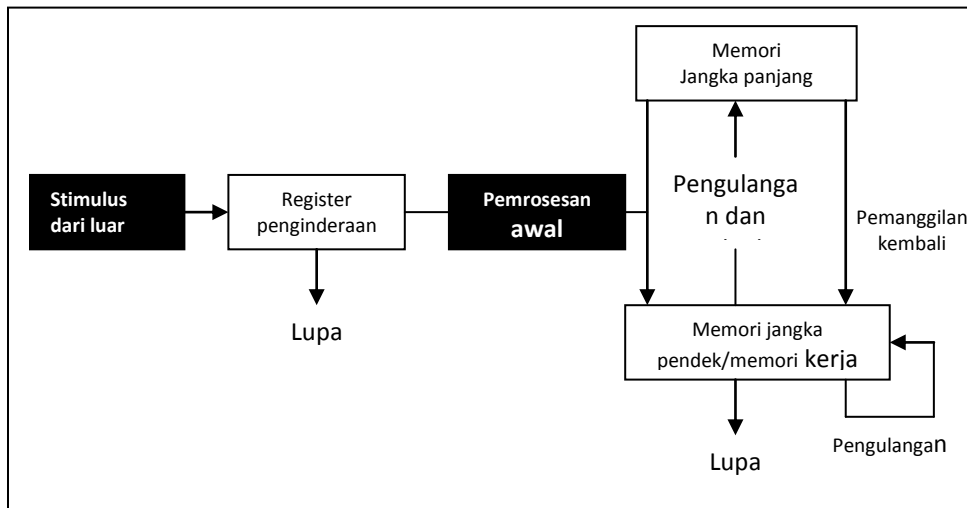 Memori
Jangka panjang
Stimulus
dari luar
Register
penginderaan
Pemrosesan
awal
Pengulanga
n dan
Pemanggilan
kembali
Lupa
Memori jangka
pendek/memori kerja
Lupa
Pengulangan